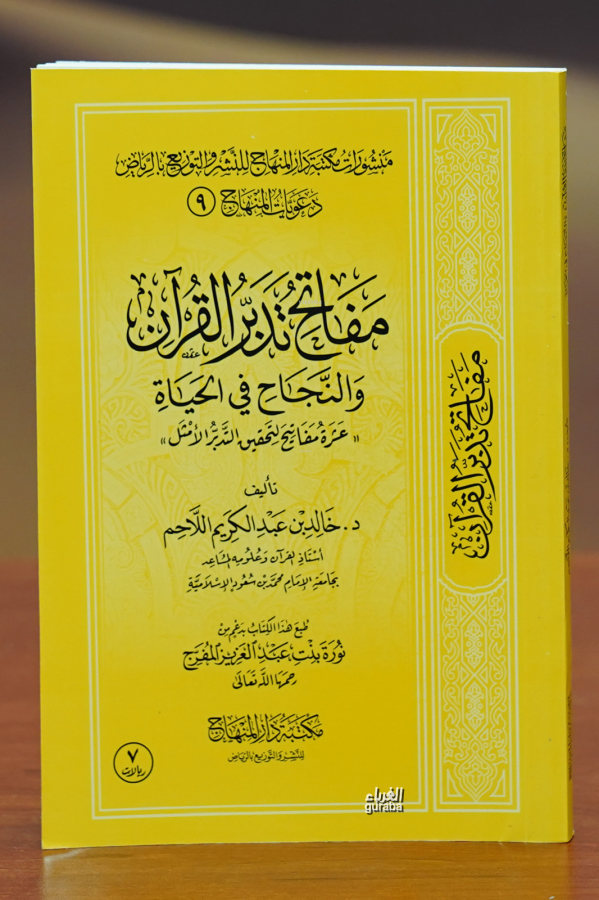 منشورات مكتبة دار المنهاج للنشر والتوزيع بالرياض
دعويات المنهاج ٩
مفاتح تدبر القرآن
والنجاح في الحياة
«عشرة مفاتيح لتحقيق التدبر الأمثل»
تأليف
د. خالد بن عبد الكريم اللاحم
أستاذ القرآن وعلومه المساعد
بجامعة الإمام محمد بن سعود الإسلامية
طبع هذا الكتاب بدعم من
نورة بنت عبد العزيز المفرج
رحمها الله تعالى
مكتبة دار المنهاج
للنشر والتوزيع بالرياض
٧
ريالات
مفاتح تدبر القرآن
الغرباء
guraba